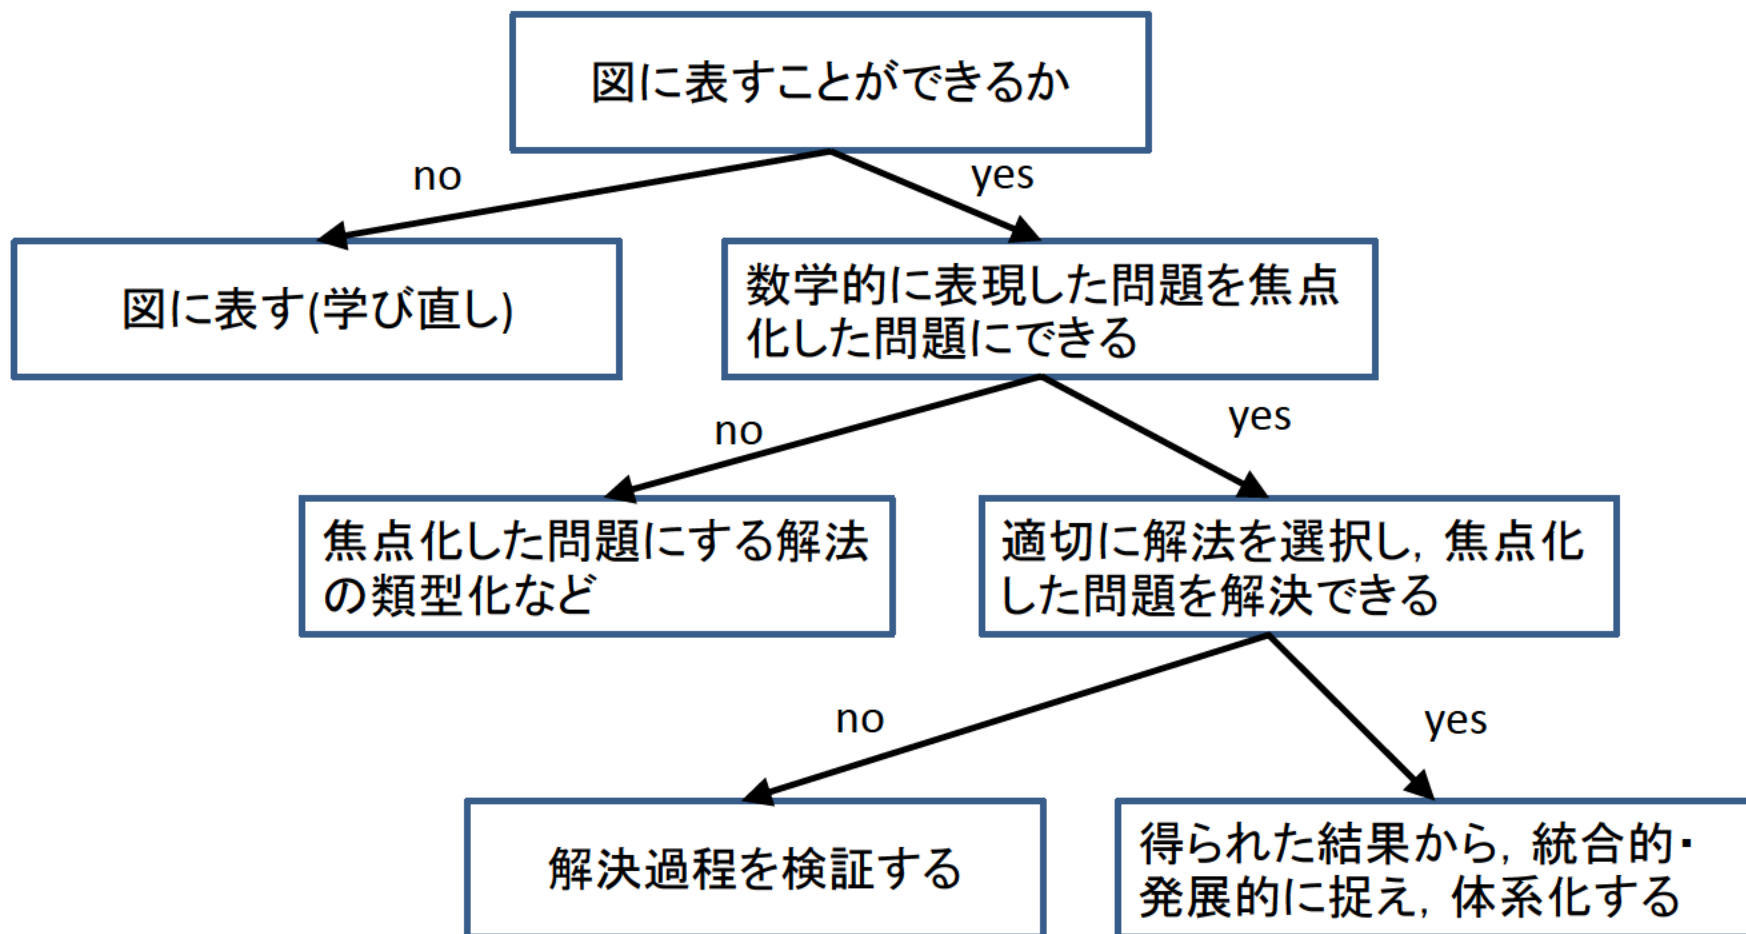 図に表すことができるか
no
yes
図に表す(学び直し)
数学的に表現した問題を焦点
化した問題にできる
no
yes
焦点化した問題にする解法
の類型化など
適切に解法を選択し, 焦点化
した問題を解決できる
no
yes
解決過程を検証する
得られた結果から, 統合的・
発展的に捉え, 体系化する